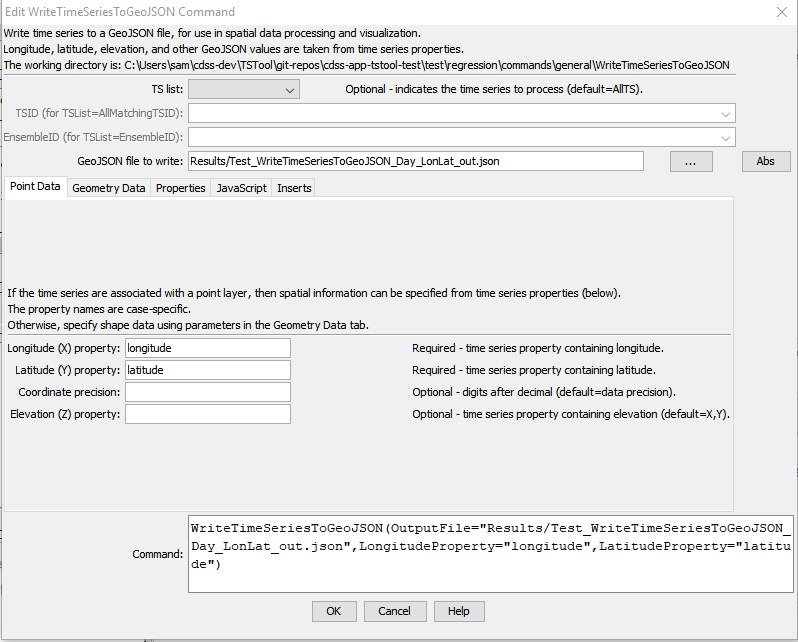 Edit WriteTimeSeriesToGeoJSON Command
Write time series to a GeoJSON file, for use in spatial data processing and visualization.
Longitude, latitude, elevation, and other GeoJSON values are taken from time series properties.
The working directory is: C:\Users\sam\cdss-dev\TSTool\git-repos\cdss-app-tstool-test\test\regression\commands\general\WriteTimeSeriesToGeoJSON
TS list: Optional - indicates the time series to process (default=AllTS).
TSID (for TSList=AllMatchingTSID):
EnsembleID (for TSList=EnsembleID):
GeoJSON file to write: Results/Test_WriteTimeSeriesToGeoJSON_Day_LonLat_out.json ... Abs
Point Data Geometry Data Properties JavaScript Inserts
If the time series are associated with a point layer, then spatial information can be specified from time series properties (below).
The property names are case-specific.
Otherwise, specify shape data using parameters in the Geometry Data tab.
Longitude (X) property: longitude Required - time series property containing longitude.
Latitude (Y) property: latitude Required - time series property containing latitude.
Coordinate precision: Optional - digits after decimal (default=data precision).
Elevation (Z) property: Optional - time series property containing elevation (default=X,Y).
Command: WriteTimeSeriesToGeoJSON(OutputFile="Results/Test_WriteTimeSeriesToGeoJSON_
Day_LonLat_out.json",LongitudeProperty="longitude",LatitudeProperty="latitu
de")
OK Cancel Help